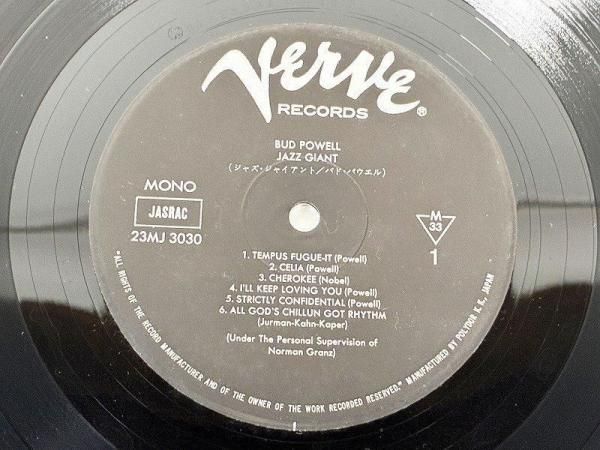 Verve
RECORDS®
BUD POWELL
JAZZ GIANT
(ジャズ・ジャイアント/バド・パウエル)
MONO
JASRAC
23MJ 3030
M
33
1
1. TEMPUS FUGUE-IT (Powell)
2. CELIA (Powell)
3. CHEROKEE (Nobel)
4. I'LL KEEP LOVING YOU (Powell)
5. STRICTLY CONFIDENTIAL (Powell)
6. ALL GOD'S CHILLUN GOT RHYTHM
(Jurman-Kahn-Kaper)
(Under The Personal Supervision of
Norman Granz)
"ALL RIGHTS OF THE RECORD MANUFACTURER AND OF THE OWNER OF THE WORK RECORDED RESERVED." MANUFACTURED BY POLYDOR K.K., JAPAN